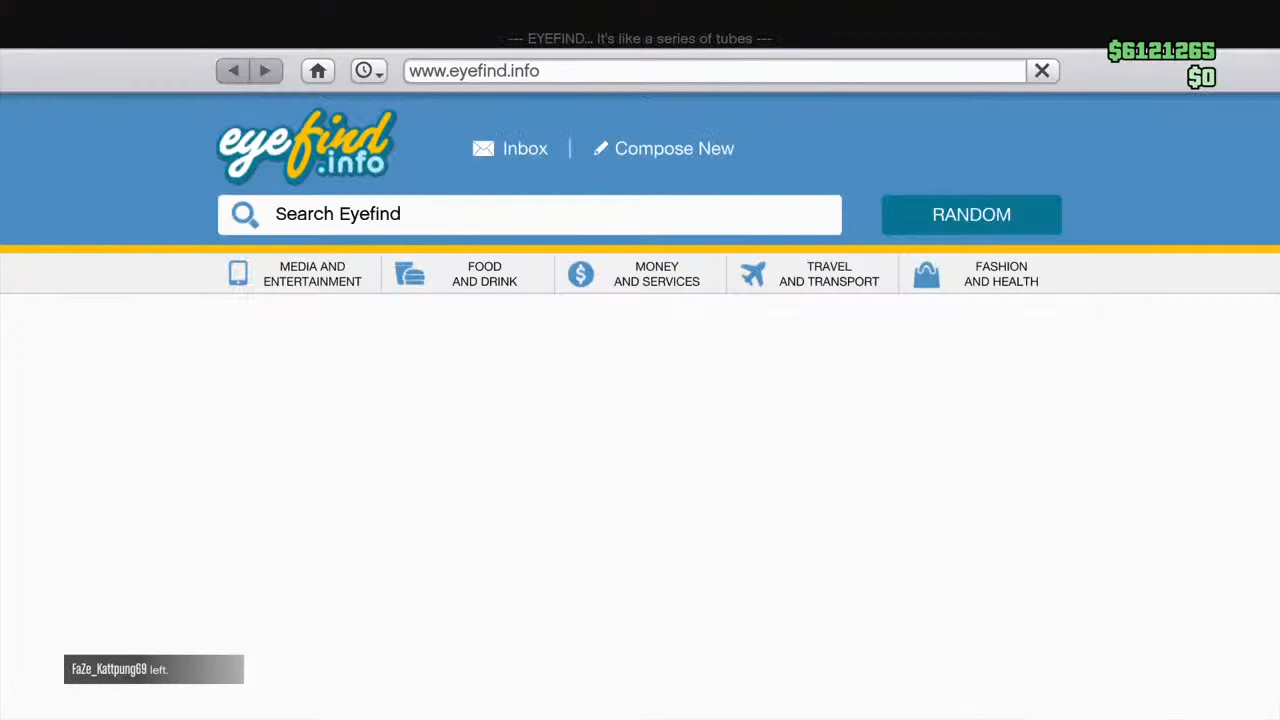 --- EYEFIND... It's like a series of tubes ---
$6121265
$0
www.eyefind.info
eyefind
.info
Inbox
Compose New
Search Eyefind
RANDOM
MEDIA AND
ENTERTAINMENT
FOOD
AND DRINK
MONEY
AND SERVICES
TRAVEL
AND TRANSPORT
FASHION
AND HEALTH
FaZe_Kattpung69 left.